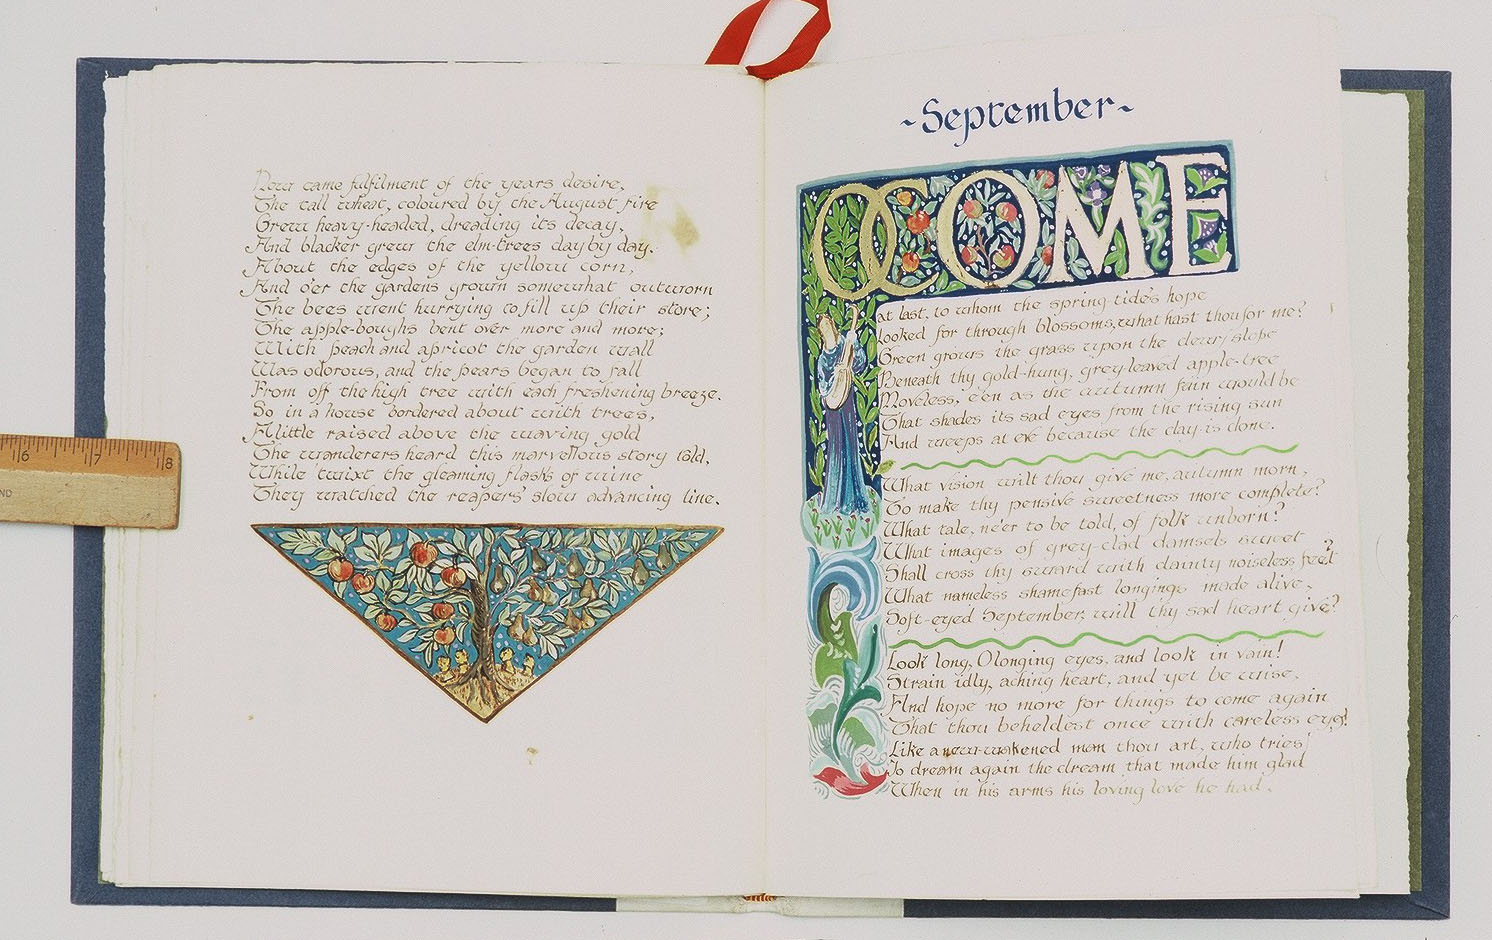 Now came fulfilment of the years desire,
The tall wheat, coloured by the August fire
Grew heavy-headed, dreading its decay,
And blacker grew the elm-trees day by day.
About the edges of the yellow corn,
And o'er the gardens grown somewhat outworn
The bees went hurrying to fill up their store;
The apple-boughs bent over more and more;
With peach and apricot the garden wall
Was odorous, and the pears began to fall
From off the high tree with each freshening breeze.
So in a house bordered about with trees,
A little raised above the waving gold
The wanderers heard this marvellous story told,
While 'twixt the gleaming flasks of wine
They watched the reapers' slow advancing line.
~September~
O COME
at last, to whom the spring-tide's hope
looked for through blossoms, what hast thou for me?
Green grows the grass upon the dewy slope
Beneath thy gold-hung, grey-leaved apple-tree
Moveless, e'en as the autumn fain would be
That shades its sad eyes from the rising sun
And weeps at eve because the day is done.
What vision wilt thou give me, autumn morn,
To make thy pensive sweetness more complete?
What tale, ne'er to be told, of folk unborn?
What images of grey-clad damsels sweet
Shall cross thy sward with dainty noiseless feet?
What nameless shamefast longings made alive,
Soft-eyed September, will thy sad heart give?
Look long, O longing eyes, and look in vain!
Strain idly, aching heart, and yet be wise,
And hope no more for things to come again
That thou beheldest once with careless eyes!
Like a new-wakened man thou art, who tries
To dream again the dream that made him glad
When in his arms his loving love he had.
6 7 8
ND